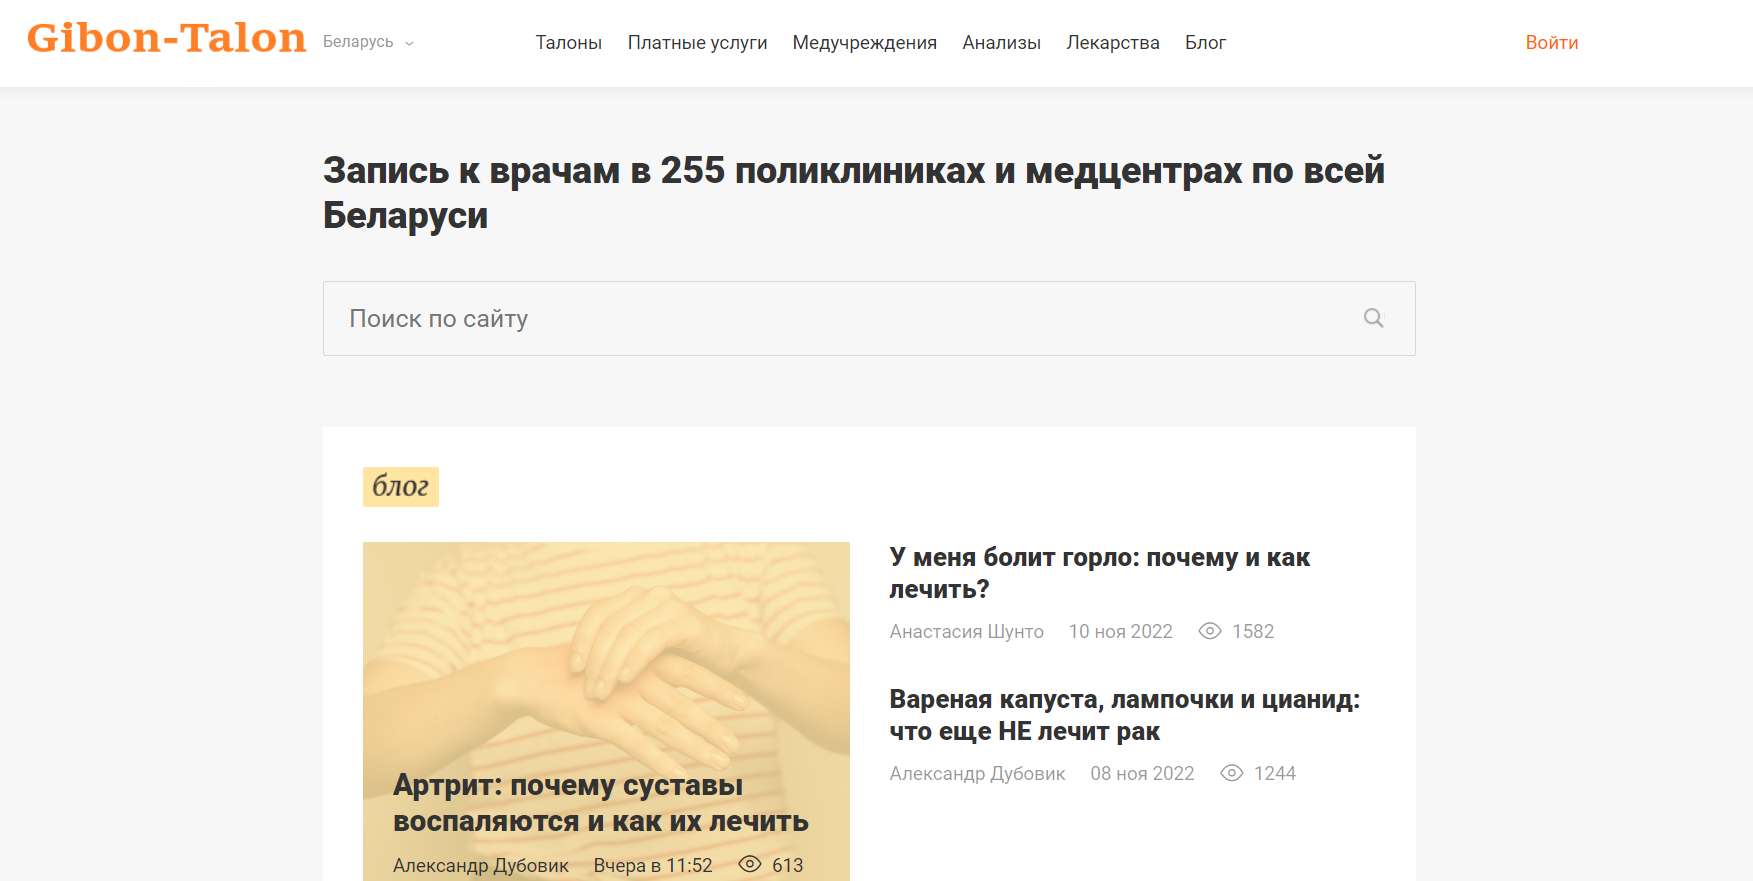 Gibon-Talon
Беларусь
Талоны Платные услуги Медучреждения Анализы Лекарства Блог
Войти
Запись к врачам в 255 поликлиниках и медцентрах по всей
Беларуси
Поиск по сайту
блог
Артрит: почему суставы
воспаляются и как их лечить
Александр Дубовик Вчера в 11:52 613
У меня болит горло: почему и как
лечить?
Анастасия Шунто 10 ноя 2022 1582
Вареная капуста, лампочки и цианид:
что еще НЕ лечит рак
Александр Дубовик 08 ноя 2022 1244